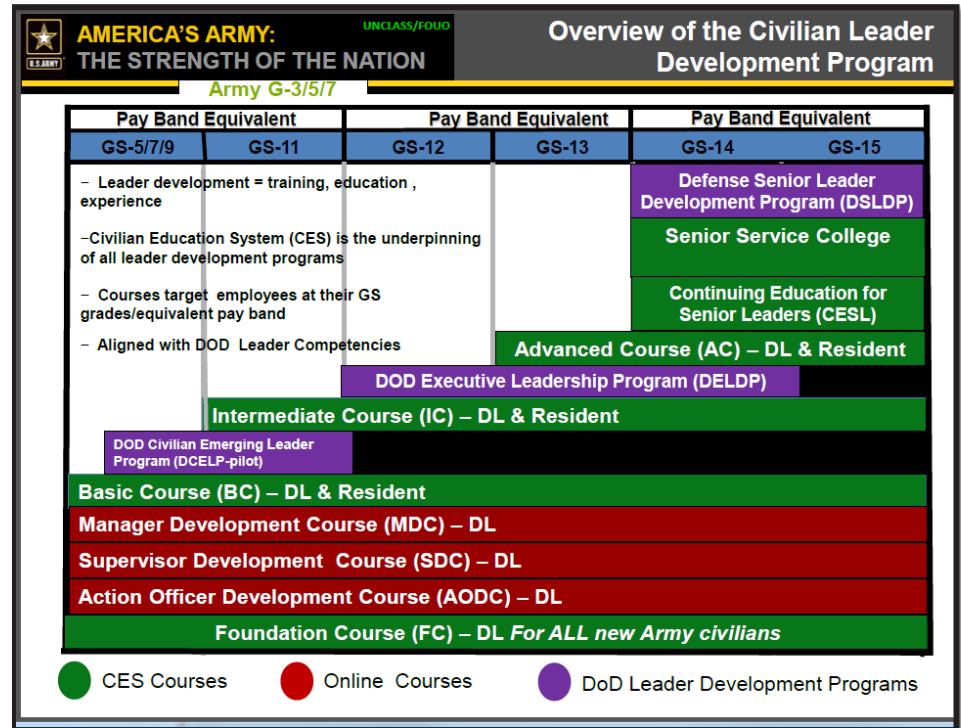 U.S.ARMY
AMERICA'S ARMY:
THE STRENGTH OF THE NATION
UNCLASS/FOUO
Overview of the Civilian Leader
Development Program
Army G-3/5/7
Pay Band Equivalent
Pay Band Equivalent
Pay Band Equivalent
GS-5/7/9
GS-11
GS-12
GS-13
GS-14
GS-15
– Leader development = training, education ,
experience
–Civilian Education System (CES) is the underpinning
of all leader development programs
– Courses target employees at their GS
grades/equivalent pay band
– Aligned with DOD Leader Competencies
Defense Senior Leader
Development Program (DSLDP)
Senior Service College
Continuing Education for
Senior Leaders (CESL)
Advanced Course (AC) – DL & Resident
DOD Executive Leadership Program (DELDP)
Intermediate Course (IC) – DL & Resident
DOD Civilian Emerging Leader
Program (DCELP-pilot)
Basic Course (BC) – DL & Resident
Manager Development Course (MDC) – DL
Supervisor Development Course (SDC) – DL
Action Officer Development Course (AODC) – DL
Foundation Course (FC) – DL For ALL new Army civilians
CES Courses
Online Courses
DoD Leader Development Programs